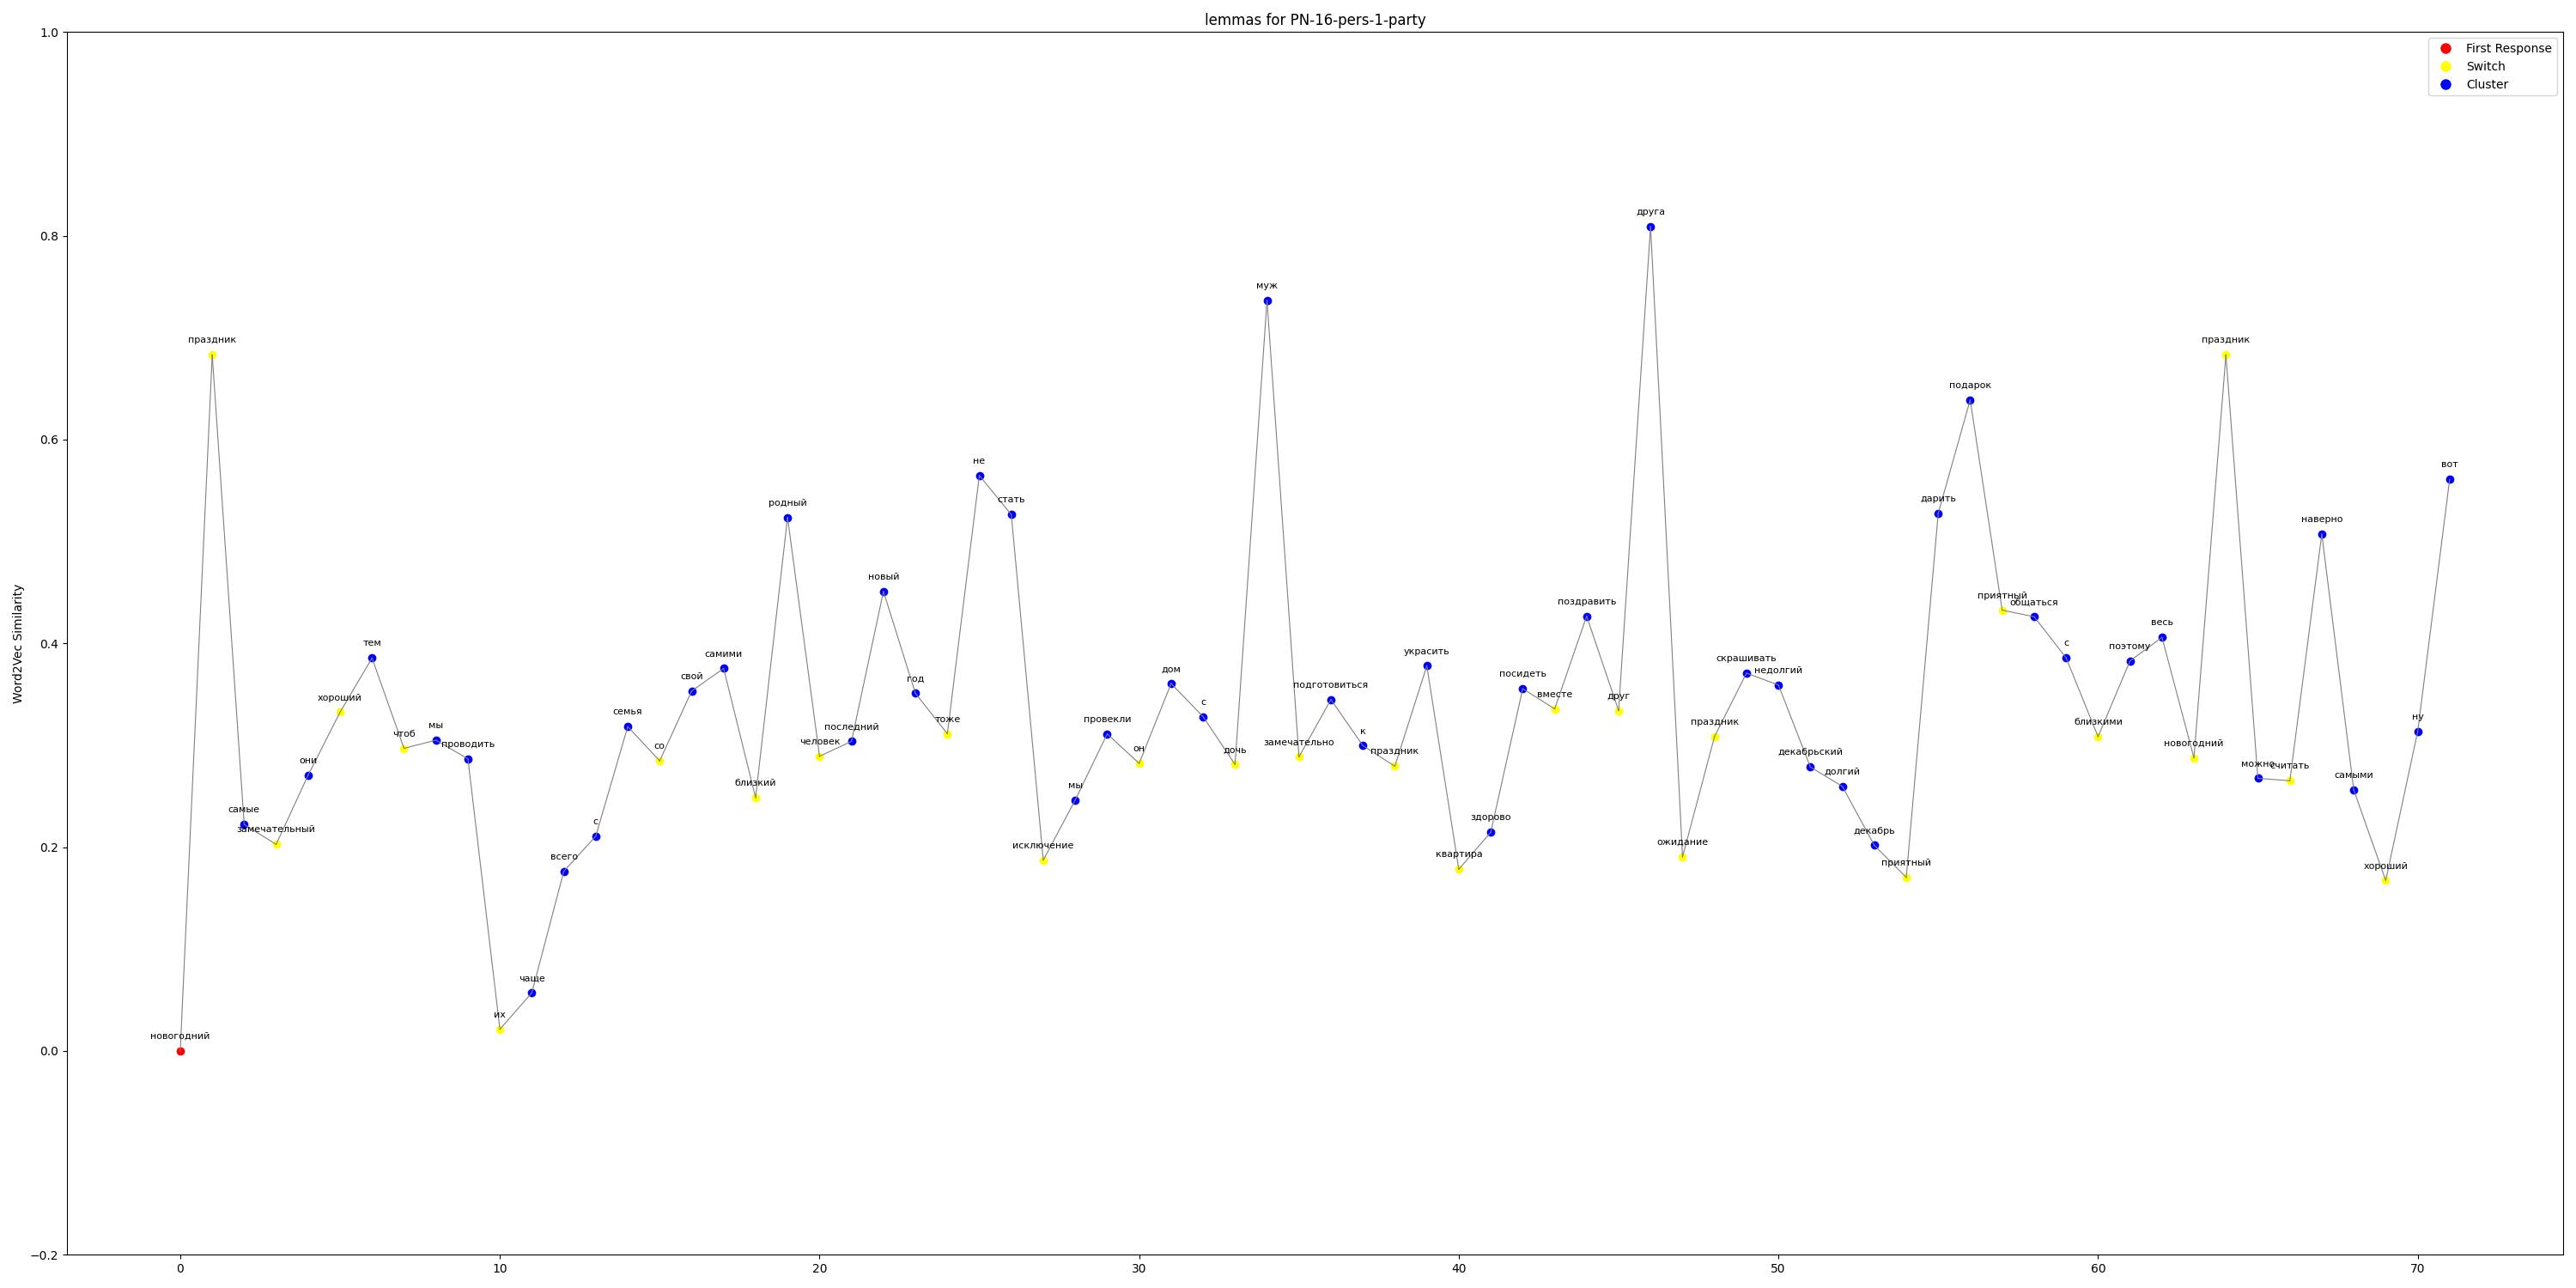 lemmas for PN-16-pers-1-party
First Response
Switch
Cluster
Word2Vec Similarity
1.0
0.8
0.6
0.4
0.2
0.0
−0.2
новогодний
праздник
самые
замечательный
они
хороший
тем
чтоб
мы
проводить
их
чаще
всего
с
семья
со
свой
самими
близкий
родный
человек
последний
новый
год
тоже
не
стать
исключение
мы
провекли
он
дом
с
дочь
муж
замечательно
подготовиться
к
праздник
украсить
квартира
здорово
посидеть
вместе
поздравить
друг
друга
ожидание
праздник
скрашивать
недолгий
декабрьский
долгий
декабрь
приятный
дарить
подарок
приятный
общаться
с
близкими
поэтому
весь
новогодний
праздник
можно
считать
наверно
самыми
хороший
ну
вот
0
10
20
30
40
50
60
70